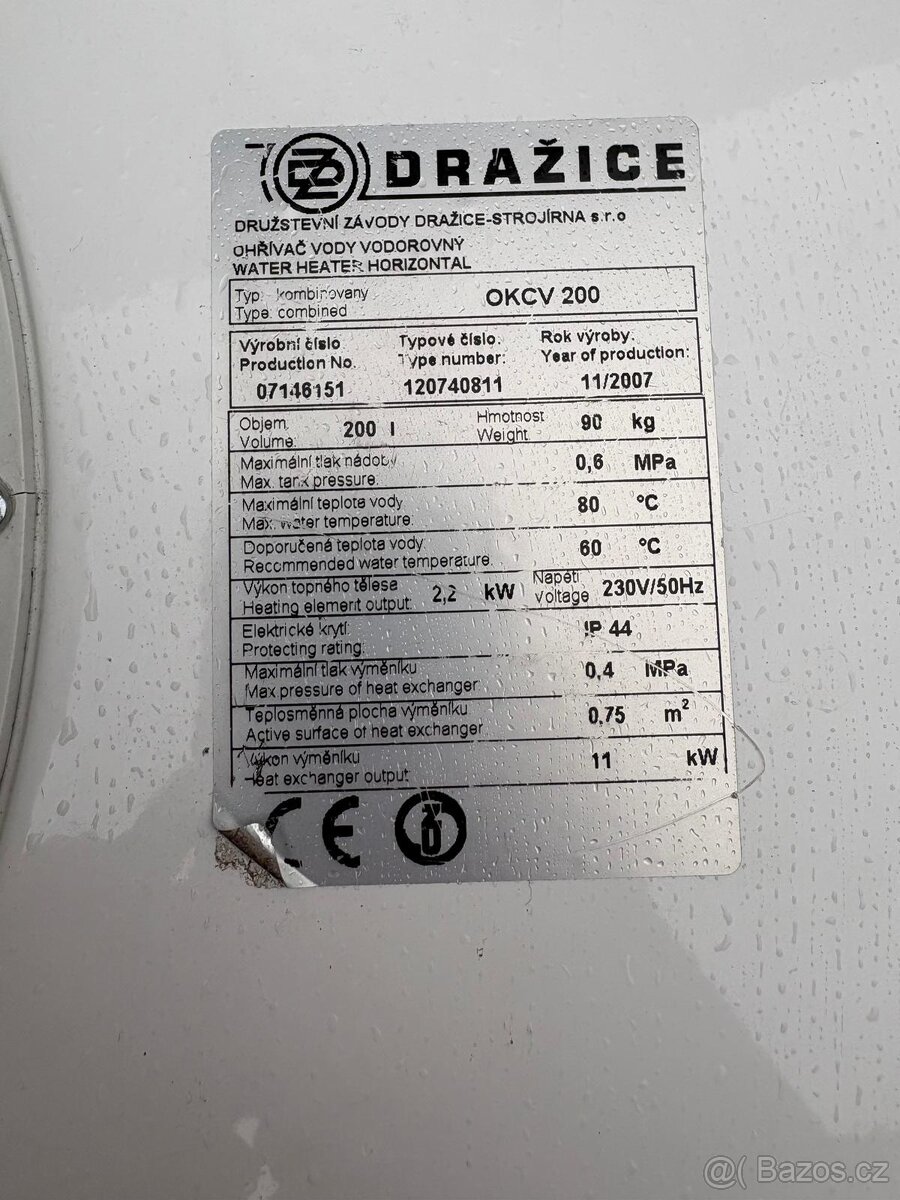 DRAŽICE
DRUŽSTEVNÍ ZÁVODY DRAŽICE-STROJÍRNA s.r.o
OHŘÍVAČ VODY VODOROVNÝ
WATER HEATER HORIZONTAL
Typ: kombinovaný OKCV 200
Type: combined
Výrobní číslo Typové číslo. Rok výroby:
Production No. Type number: Year of production:
07146151 120740811 11/2007
Objem. 200 l Hmotnost 90 kg
Volume: Weight
Maximální tlak nádoby 0,6 MPa
Max. tank pressure.
Maximální teplota vody 80 °C
Max. water temperature
Doporučená teplota vody 60 °C
Recommended water temperature.
Výkon topného tělesa 2,2 kW Napětí 230V/50Hz
Heating element output: Voltage
Elektrické krytí IP 44
Protecting rating:
Maximální tlak výměníku 0,4 MPa
Max pressure of heat exchanger
Teplosměnná plocha výměníku 0,75 m²
Active surface of heat exchanger
Výkon výměníku 11 kW
Heat exchanger output
CE
@( Bazos.cz